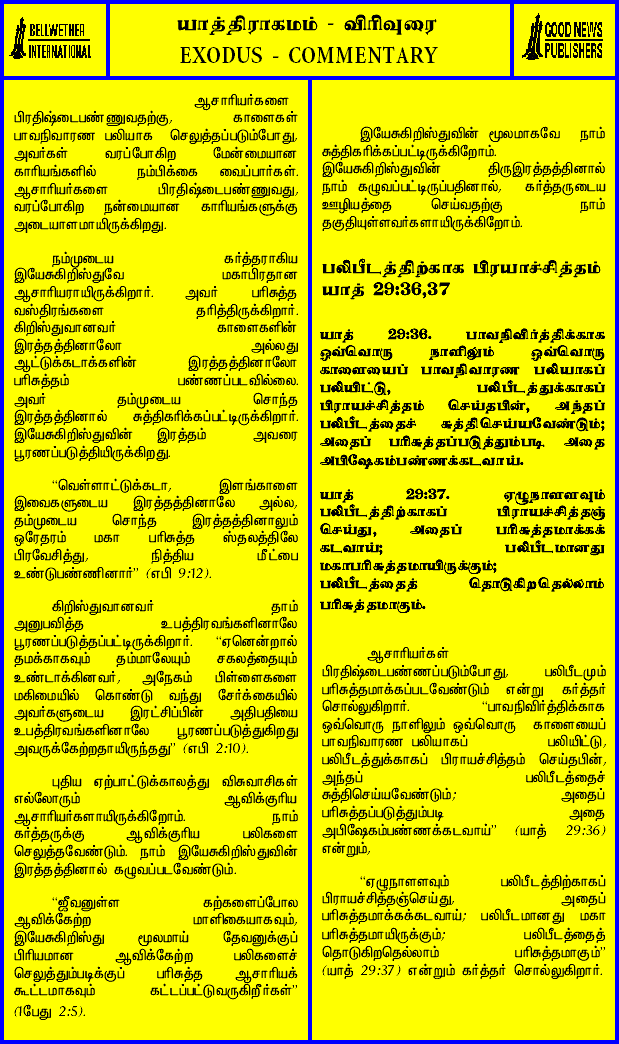 BELLWETHER
INTERNATIONAL
யாத்திராகமம் - விரிவுரை
EXODUS - COMMENTARY
GOOD NEWS
PUBLISHERS
ஆசாரியர்களை
பிரதிஷ்டைபண்ணுவதற்கு, காளைகள்
பாவநிவாரண பலியாக செலுத்தப்படும்போது,
அவர்கள் வரப்போகிற மேன்மையான
காரியங்களில் நம்பிக்கை வைப்பார்கள்.
ஆசாரியர்களை பிரதிஷ்டைபண்ணுவது,
வரப்போகிற நன்மையான காரியங்களுக்கு
அடையாளமாயிருக்கிறது.
நம்முடைய கர்த்தராகிய
இயேசுகிறிஸ்துவே மகாபிரதான
ஆசாரியராயிருக்கிறார். அவர் பரிசுத்த
வஸ்திரங்களை தரித்திருக்கிறார்.
கிறிஸ்துவானவர் காளைகளின்
இரத்தத்தினாலோ அல்லது
ஆட்டுக்கடாக்களின் இரத்தத்தினாலோ
பரிசுத்தம் பண்ணப்படவில்லை.
அவர் தம்முடைய சொந்த
இரத்தத்தினால் சுத்திகரிக்கப்பட்டிருக்கிறார்.
இயேசுகிறிஸ்துவின் இரத்தம் அவரை
பூரணப்படுத்தியிருக்கிறது.
“வெள்ளாட்டுக்கடா, இளங்காளை
இவைகளுடைய இரத்தத்தினாலே அல்ல,
தம்முடைய சொந்த இரத்தத்தினாலும்
ஒரேதரம் மகா பரிசுத்த ஸ்தலத்திலே
பிரவேசித்து, நித்திய மீட்பை
உண்டுபண்ணினார்” (எபி 9:12).
கிறிஸ்துவானவர் தாம்
அனுபவித்த உபத்திரவங்களினாலே
பூரணப்படுத்தப்பட்டிருக்கிறார். “ஏனென்றால்
தமக்காகவும் தம்மாலேயும் சகலத்தையும்
உண்டாக்கினவர், அநேகம் பிள்ளைகளை
மகிமையில் கொண்டு வந்து சேர்க்கையில்
அவர்களுடைய இரட்சிப்பின் அதிபதியை
உபத்திரவங்களினாலே பூரணப்படுத்துகிறது
அவருக்கேற்றதாயிருந்தது” (எபி 2:10).
புதிய ஏற்பாட்டுக்காலத்து விசுவாசிகள்
எல்லோரும் ஆவிக்குரிய
ஆசாரியர்களாயிருக்கிறோம். நாம்
கர்த்தருக்கு ஆவிக்குரிய பலிகளை
செலுத்தவேண்டும். நாம் இயேசுகிறிஸ்துவின்
இரத்தத்தினால் கழுவப்படவேண்டும்.
“ஜீவனுள்ள கற்களைப்போல
ஆவிக்கேற்ற மாளிகையாகவும்,
இயேசுகிறிஸ்து மூலமாய் தேவனுக்குப்
பிரியமான ஆவிக்கேற்ற பலிகளைச்
செலுத்தும்படிக்குப் பரிசுத்த ஆசாரியக்
கூட்டமாகவும் கட்டப்பட்டுவருகிறீர்கள்”
(1பேது 2:5).
இயேசுகிறிஸ்துவின் மூலமாகவே நாம்
சுத்திகரிக்கப்பட்டிருக்கிறோம்.
இயேசுகிறிஸ்துவின் திருஇரத்தத்தினால்
நாம் கழுவப்பட்டிருப்பதினால், கர்த்தருடைய
ஊழியத்தை செய்வதற்கு நாம்
தகுதியுள்ளவர்களாயிருக்கிறோம்.
பலிபீடத்திற்காக பிரயாச்சித்தம்
யாத் 29:36,37
யாத் 29:36. பாவநிவிர்த்திக்காக
ஒவ்வொரு நாளிலும் ஒவ்வொரு
காளையைப் பாவநிவாரண பலியாகப்
பலியிட்டு, பலிபீடத்துக்காகப்
பிராயச்சித்தம் செய்தபின், அந்தப்
பலிபீடத்தைச் சுத்திசெய்யவேண்டும்;
அதைப் பரிசுத்தப்படுத்தும்படி அதை
அபிஷேகம்பண்ணக்கடவாய்.
யாத் 29:37. ஏழுநாளளவும்
பலிபீடத்திற்காகப் பிராயச்சித்தஞ்
செய்து, அதைப் பரிசுத்தமாக்கக்
கடவாய்; பலிபீடமானது
மகாபரிசுத்தமாயிருக்கும்;
பலிபீடத்தைத் தொடுகிறதெல்லாம்
பரிசுத்தமாகும்.
ஆசாரியர்கள்
பிரதிஷ்டைபண்ணப்படும்போது, பலிபீடமும்
பரிசுத்தமாக்கப்படவேண்டும் என்று கர்த்தர்
சொல்லுகிறார். “பாவநிவிர்த்திக்காக
ஒவ்வொரு நாளிலும் ஒவ்வொரு காளையைப்
பாவநிவாரண பலியாகப் பலியிட்டு,
பலிபீடத்துக்காகப் பிராயச்சித்தம் செய்தபின்,
அந்தப் பலிபீடத்தைச்
சுத்திசெய்யவேண்டும்; அதைப்
பரிசுத்தப்படுத்தும்படி அதை
அபிஷேகம்பண்ணக்கடவாய்” (யாத் 29:36)
என்றும்,
“ஏழுநாளளவும் பலிபீடத்திற்காகப்
பிராயச்சித்தஞ்செய்து, அதைப்
பரிசுத்தமாக்கக்கடவாய்; பலிபீடமானது மகா
பரிசுத்தமாயிருக்கும்; பலிபீடத்தைத்
தொடுகிறதெல்லாம் பரிசுத்தமாகும்”
(யாத் 29:37) என்றும் கர்த்தர் சொல்லுகிறார்.